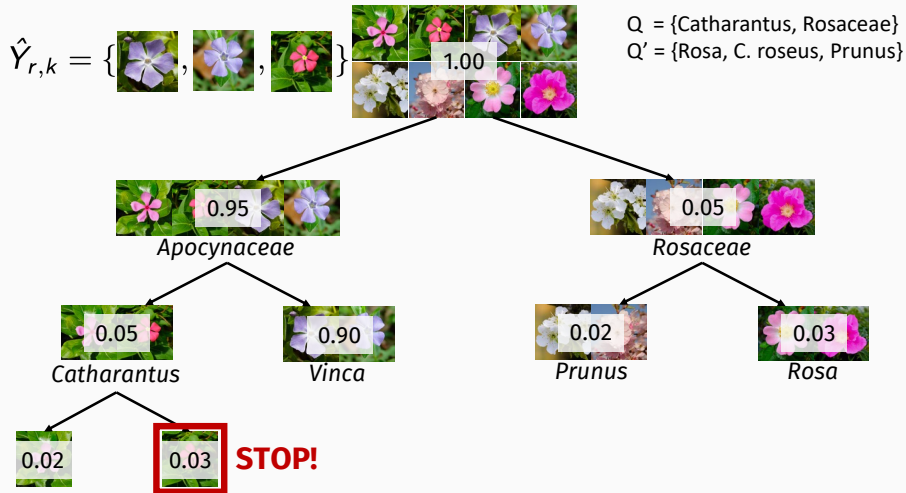 Ŷr,k = { , , }
1.00
Q = {Catharantus, Rosaceae}
Q' = {Rosa, C. roseus, Prunus}
0.95
0.05
Apocynaceae
Rosaceae
0.05
0.90
0.02
0.03
Catharantus
Vinca
Prunus
Rosa
0.02
0.03
STOP!